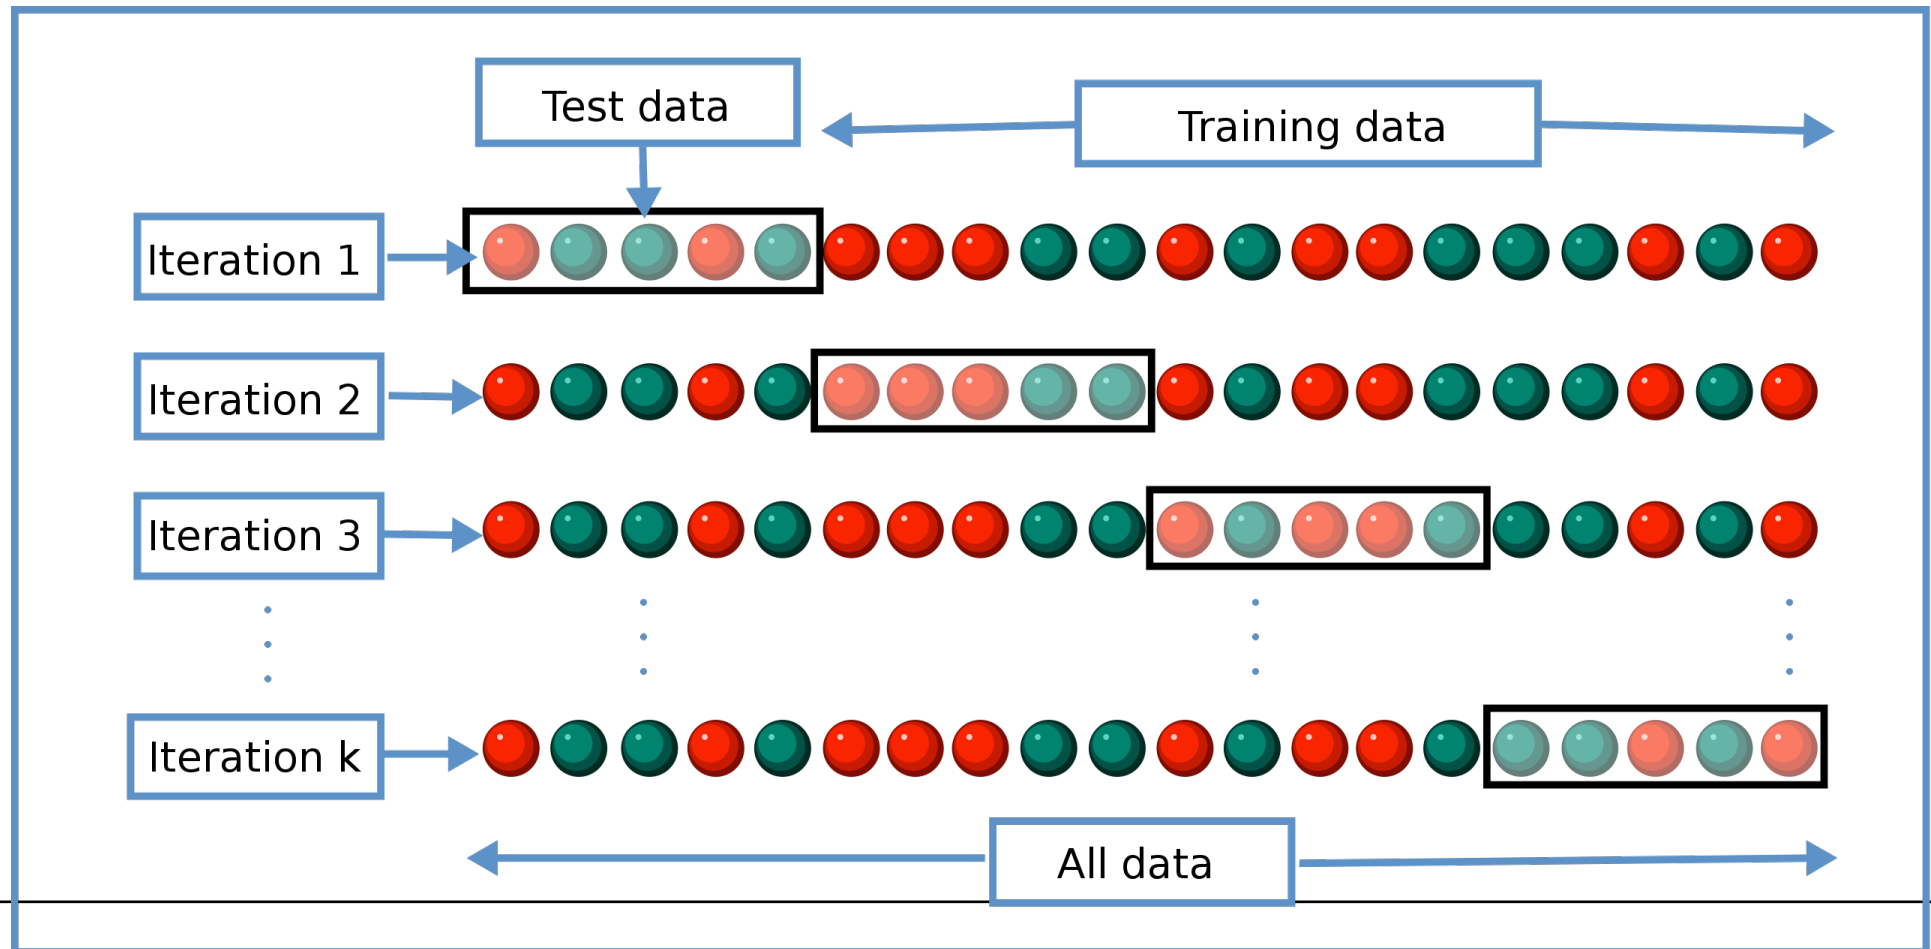 Test data
Training data
Iteration 1
Iteration 2
Iteration 3
Iteration k
All data